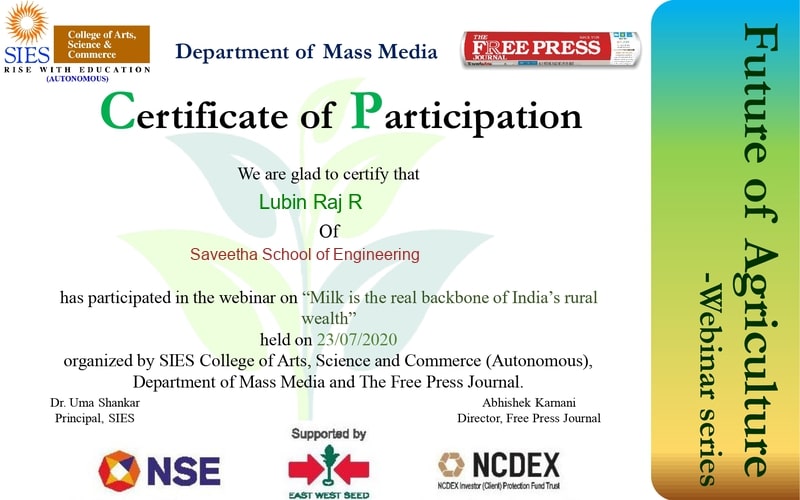 SIES
College of Arts,
Science &
Commerce
RISE WITH EDUCATION
(AUTONOMOUS)
Department of Mass Media
THE
FREE PRESS
JOURNAL
Certificate of Participation
We are glad to certify that
Lubin Raj R
Of
Saveetha School of Engineering
has participated in the webinar on “Milk is the real backbone of India’s rural
wealth”
held on 23/07/2020
organized by SIES College of Arts, Science and Commerce (Autonomous),
Department of Mass Media and The Free Press Journal.
Dr. Uma Shankar
Principal, SIES
Abhishek Karnani
Director, Free Press Journal
NSE
Supported by
EAST WEST SEED
NCDEX
NCDEX Investor (Client) Protection Fund Trust
Future of Agriculture
-Webinar series